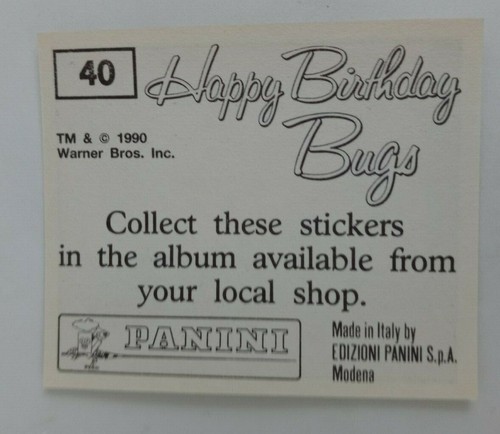 40
Happy Birthday
Bugs
TM & © 1990
Warner Bros. Inc.
Collect these stickers
in the album available from
your local shop.
PANINI
Made in Italy by
EDIZIONI PANINI S.p.A.
Modena